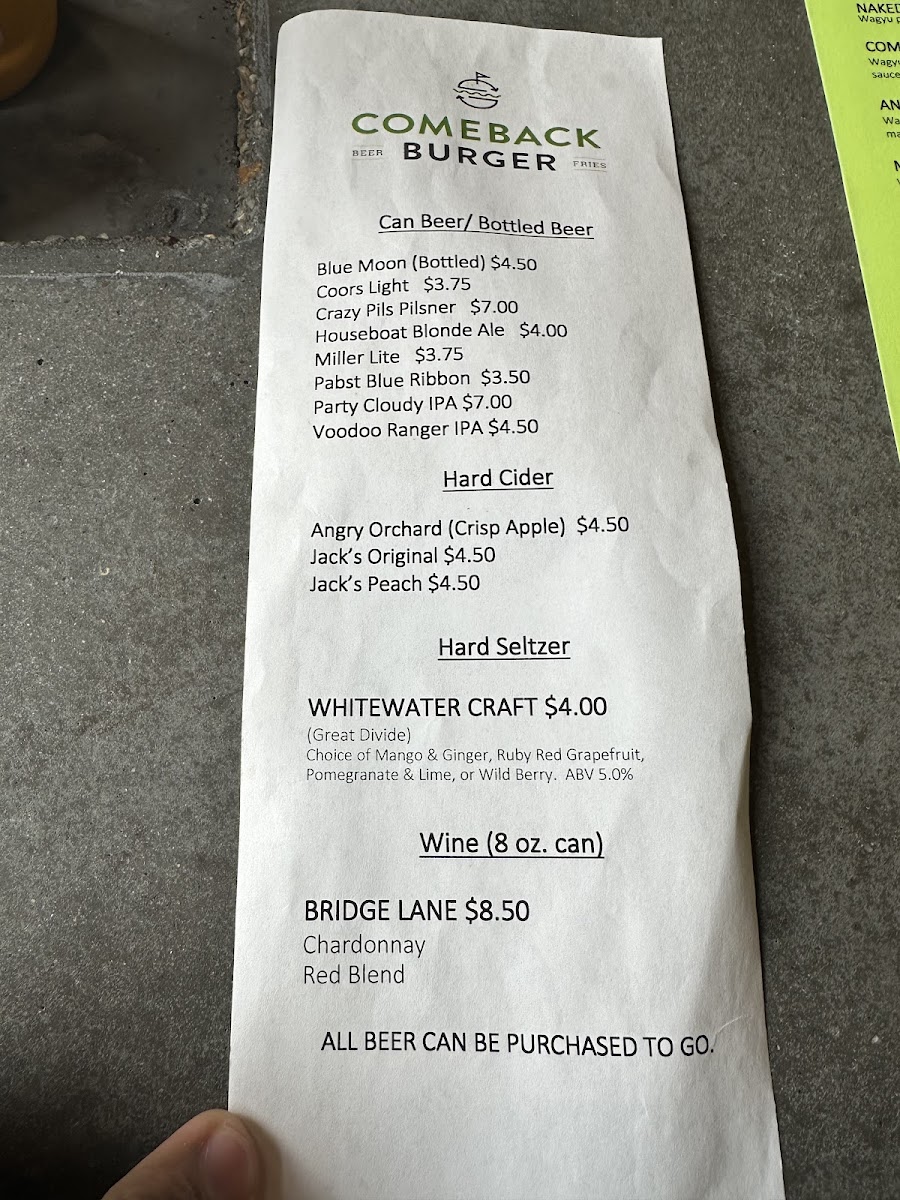 COMEBACK
BEER BURGER FRIES
Can Beer/ Bottled Beer
Blue Moon (Bottled) $4.50
Coors Light $3.75
Crazy Pils Pilsner $7.00
Houseboat Blonde Ale $4.00
Miller Lite $3.75
Pabst Blue Ribbon $3.50
Party Cloudy IPA $7.00
Voodoo Ranger IPA $4.50
Hard Cider
Angry Orchard (Crisp Apple) $4.50
Jack's Original $4.50
Jack's Peach $4.50
Hard Seltzer
WHITEWATER CRAFT $4.00
(Great Divide)
Choice of Mango & Ginger, Ruby Red Grapefruit,
Pomegranate & Lime, or Wild Berry. ABV 5.0%
Wine (8 oz. can)
BRIDGE LANE $8.50
Chardonnay
Red Blend
ALL BEER CAN BE PURCHASED TO GO.
NAKED
Wagyu